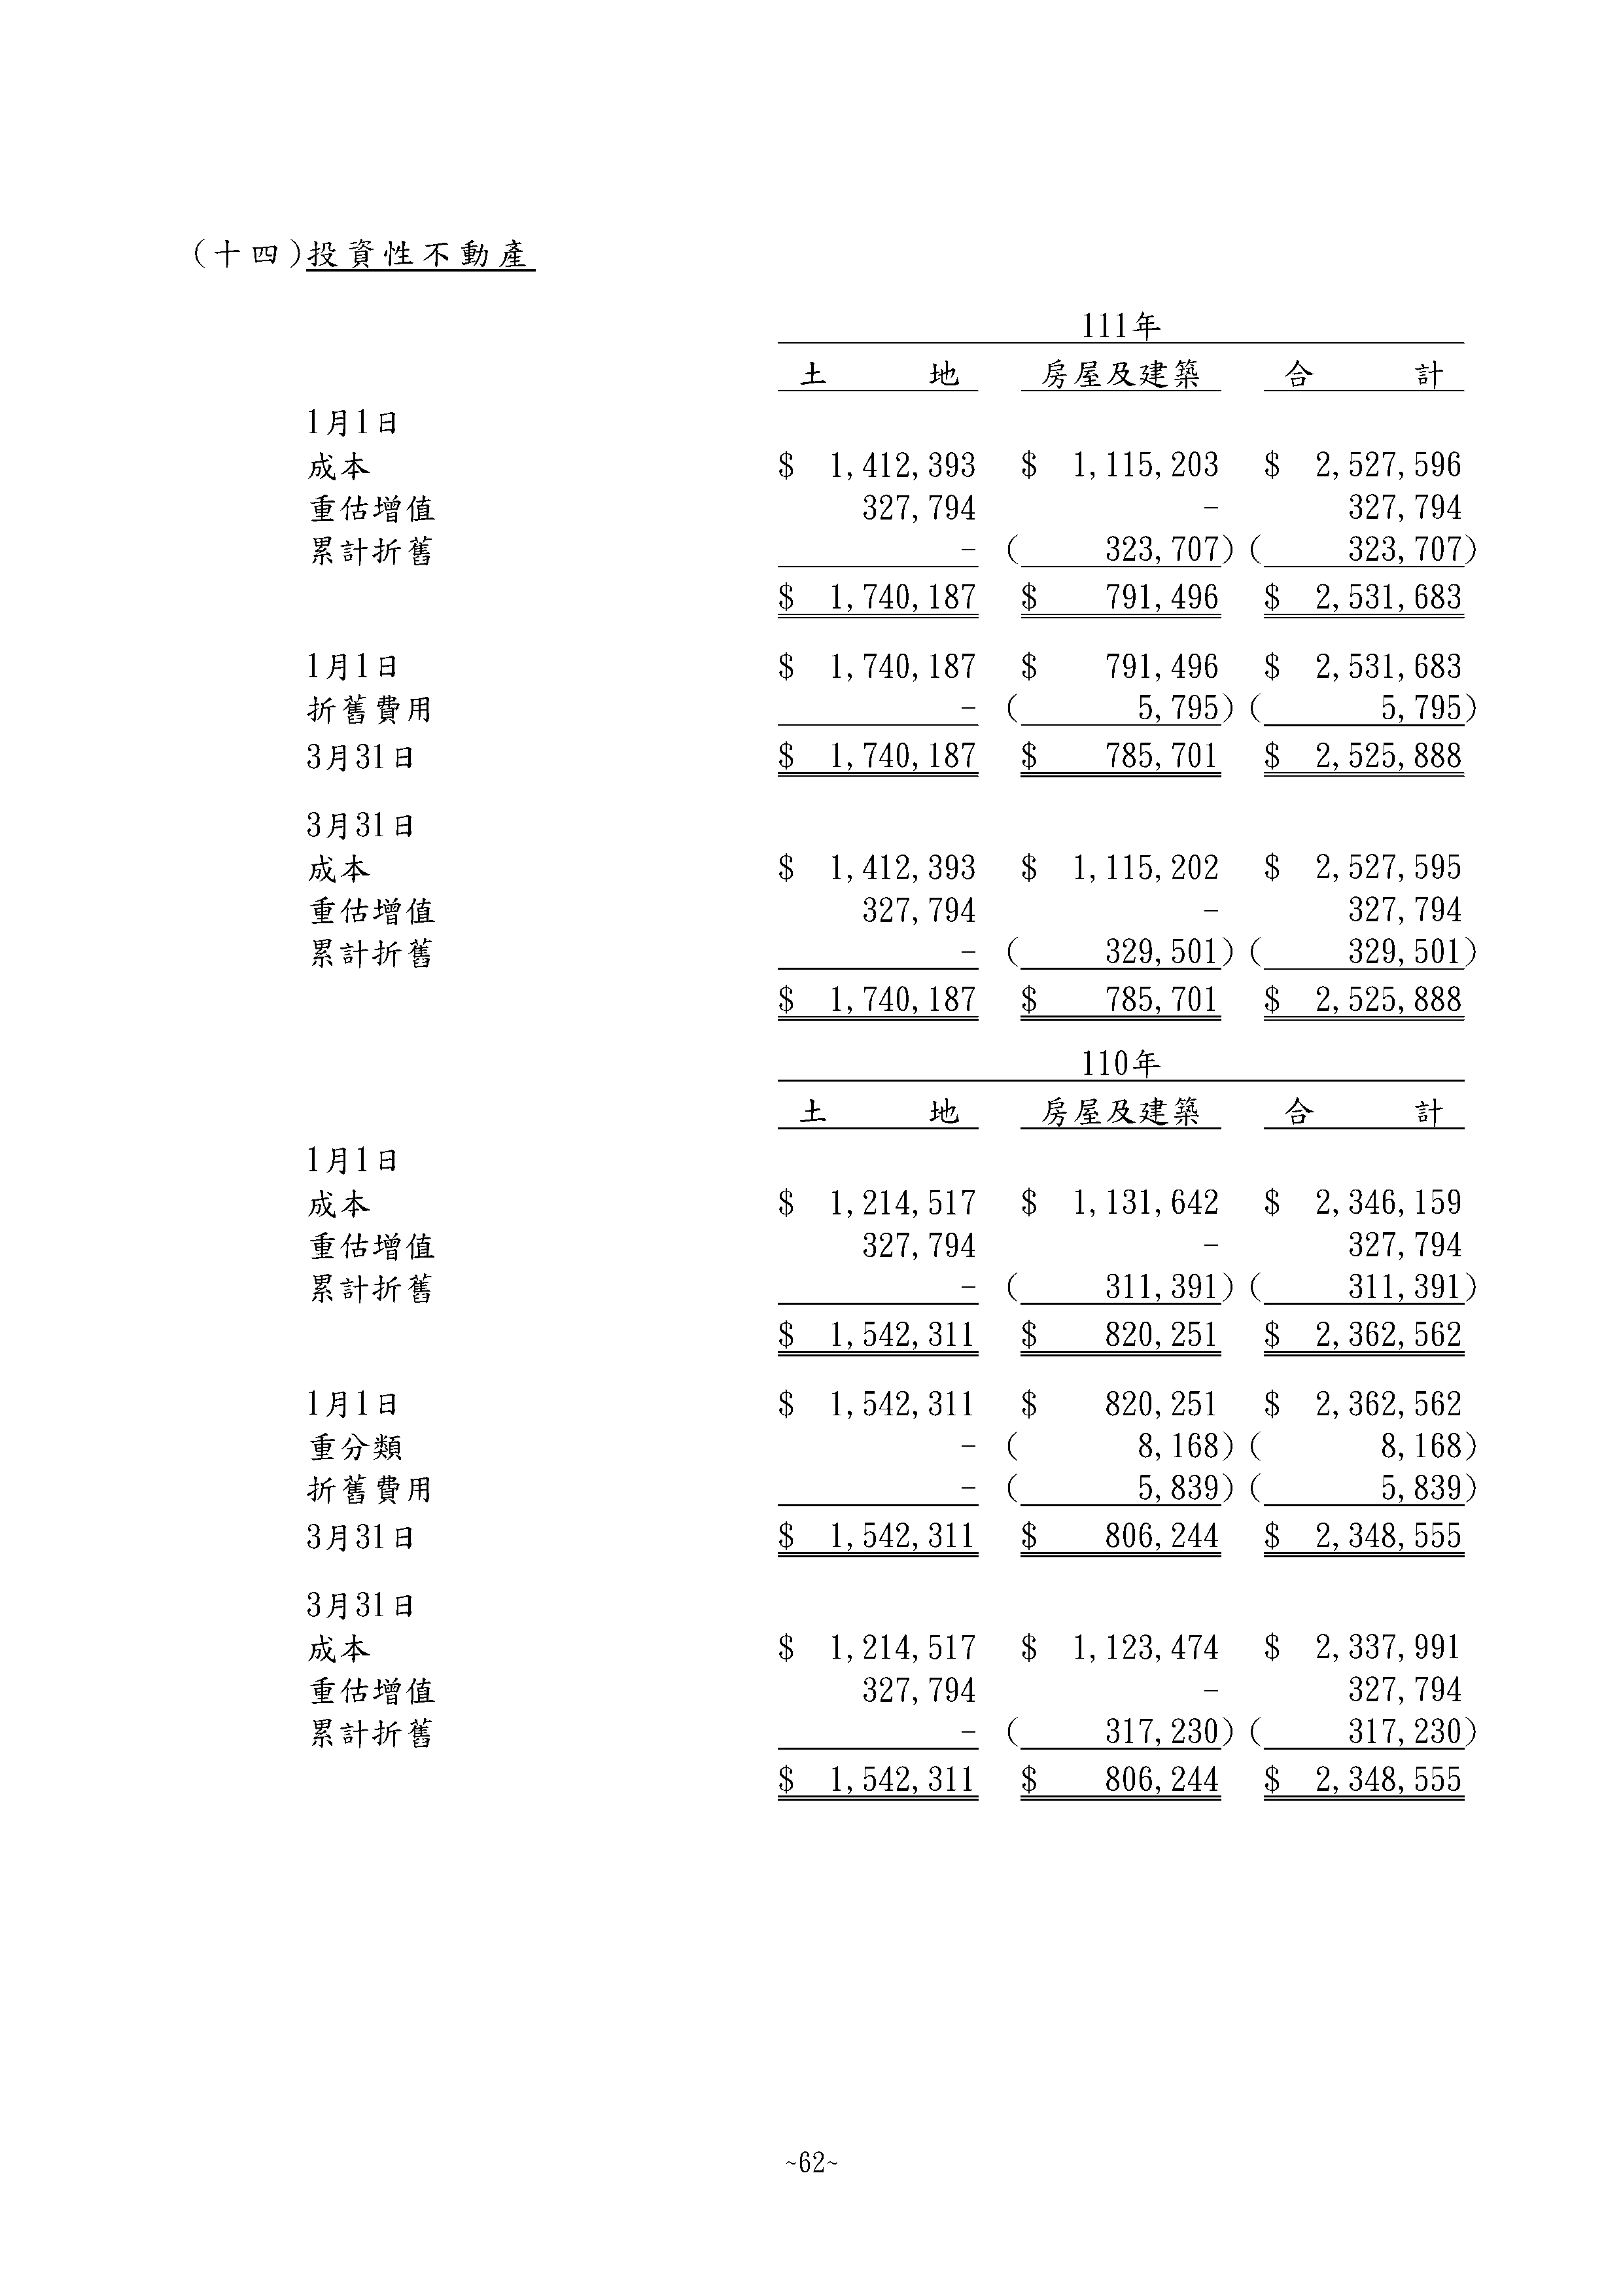 (十四)投資性不動產
111年
土地 房屋及建築 合計
1月1日
成本 $ 1,412,393 $ 1,115,203 $ 2,527,596
重估增值 327,794 - 327,794
累計折舊 - ( 323,707) ( 323,707)
$ 1,740,187 $ 791,496 $ 2,531,683
1月1日 $ 1,740,187 $ 791,496 $ 2,531,683
折舊費用 - ( 5,795) ( 5,795)
3月31日 $ 1,740,187 $ 785,701 $ 2,525,888
3月31日
成本 $ 1,412,393 $ 1,115,202 $ 2,527,595
重估增值 327,794 - 327,794
累計折舊 - ( 329,501) ( 329,501)
$ 1,740,187 $ 785,701 $ 2,525,888
110年
土地 房屋及建築 合計
1月1日
成本 $ 1,214,517 $ 1,131,642 $ 2,346,159
重估增值 327,794 - 327,794
累計折舊 - ( 311,391) ( 311,391)
$ 1,542,311 $ 820,251 $ 2,362,562
1月1日 $ 1,542,311 $ 820,251 $ 2,362,562
重分類 - ( 8,168) ( 8,168)
折舊費用 - ( 5,839) ( 5,839)
3月31日 $ 1,542,311 $ 806,244 $ 2,348,555
3月31日
成本 $ 1,214,517 $ 1,123,474 $ 2,337,991
重估增值 327,794 - 327,794
累計折舊 - ( 317,230) ( 317,230)
$ 1,542,311 $ 806,244 $ 2,348,555
~62~